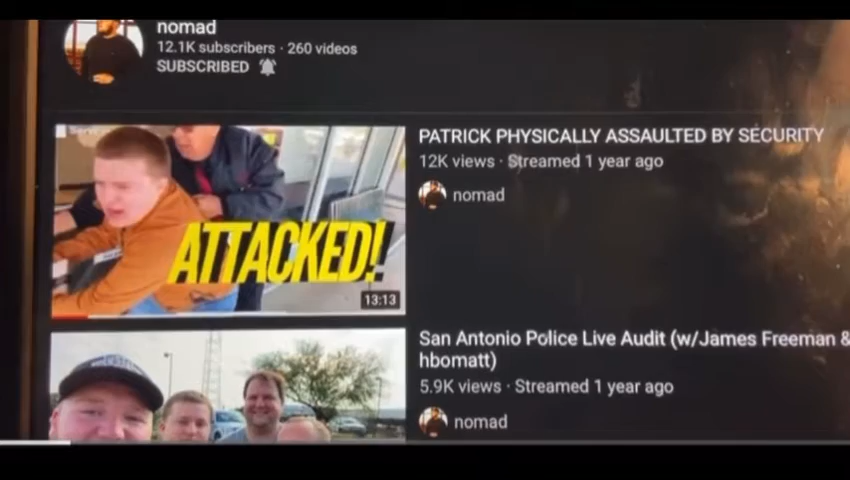 nomad
12.1K subscribers · 260 videos
SUBSCRIBED
PATRICK PHYSICALLY ASSAULTED BY SECURITY
12K views · Streamed 1 year ago
nomad
ATTACKED!
13:13
San Antonio Police Live Audit (w/James Freeman &
hbomatt)
5.9K views · Streamed 1 year ago
nomad